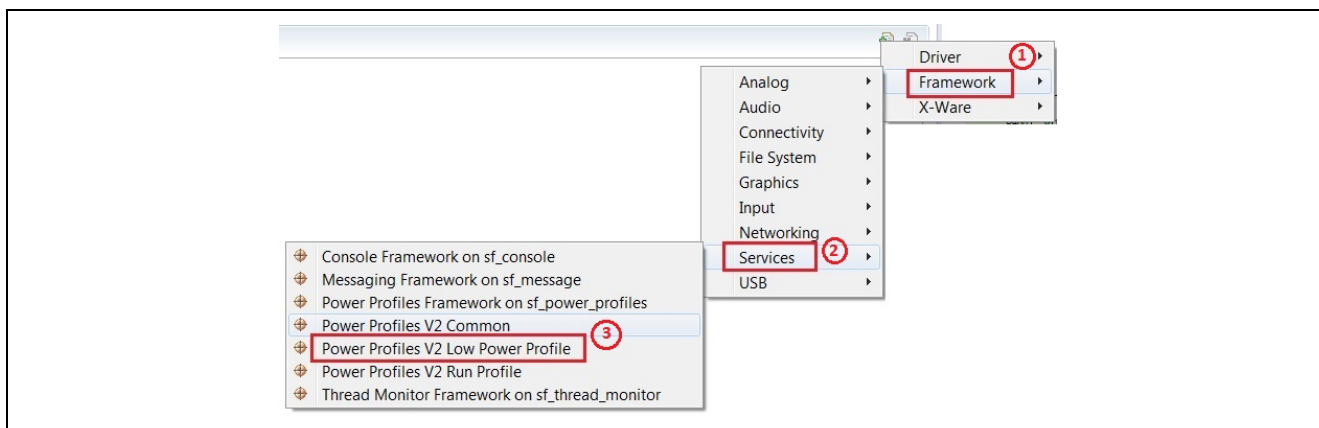 Driver
1
Framework
X-Ware
Analog
Audio
Connectivity
File System
Graphics
Input
Networking
Services
2
USB
Console Framework on sf_console
Messaging Framework on sf_message
Power Profiles Framework on sf_power_profiles
Power Profiles V2 Common
3
Power Profiles V2 Low Power Profile
Power Profiles V2 Run Profile
Thread Monitor Framework on sf_thread_monitor